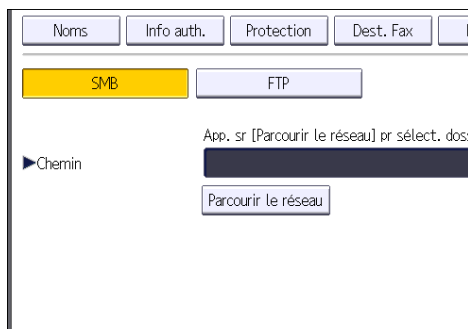 Noms Info auth. Protection Dest. Fax
SMB FTP
App. sr [Parcourir le réseau] pr sélect. doss
Chemin
Parcourir le réseau